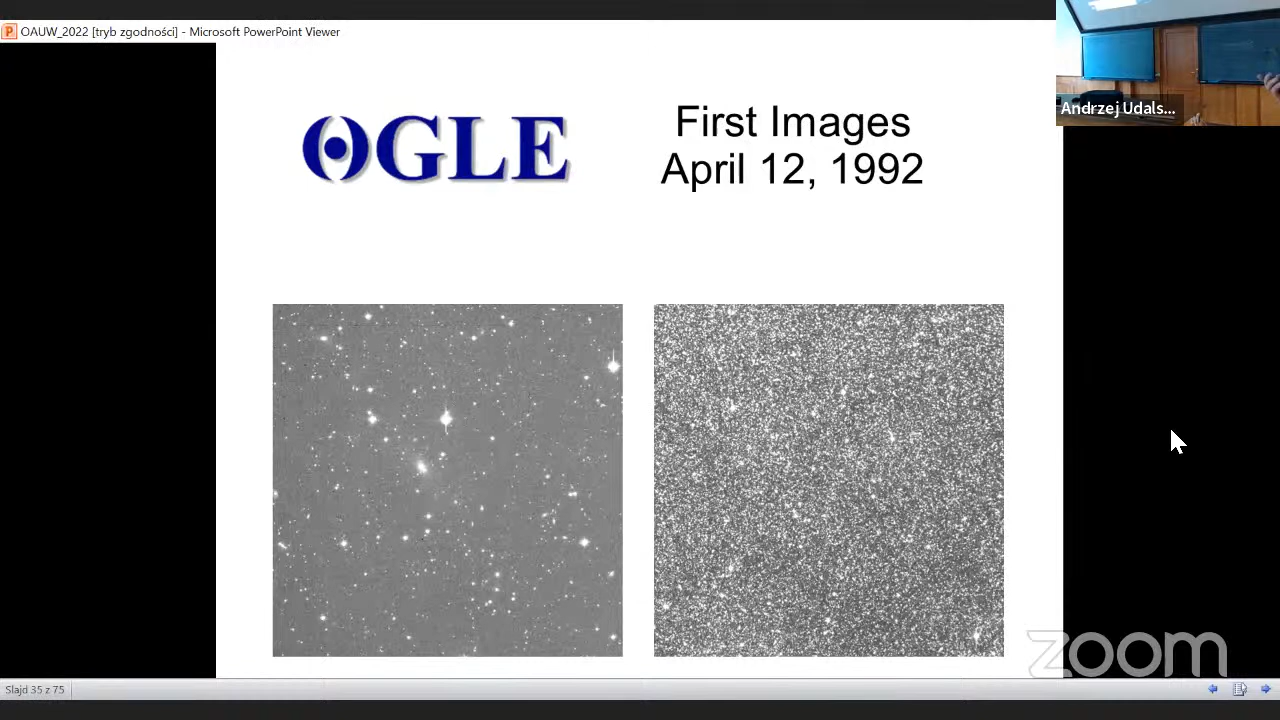 OAUW_2022 [tryb zgodności] - Microsoft PowerPoint Viewer
Andrzej Udals...
OGLE
First Images
April 12, 1992
zoom
Slajd 35 z 75